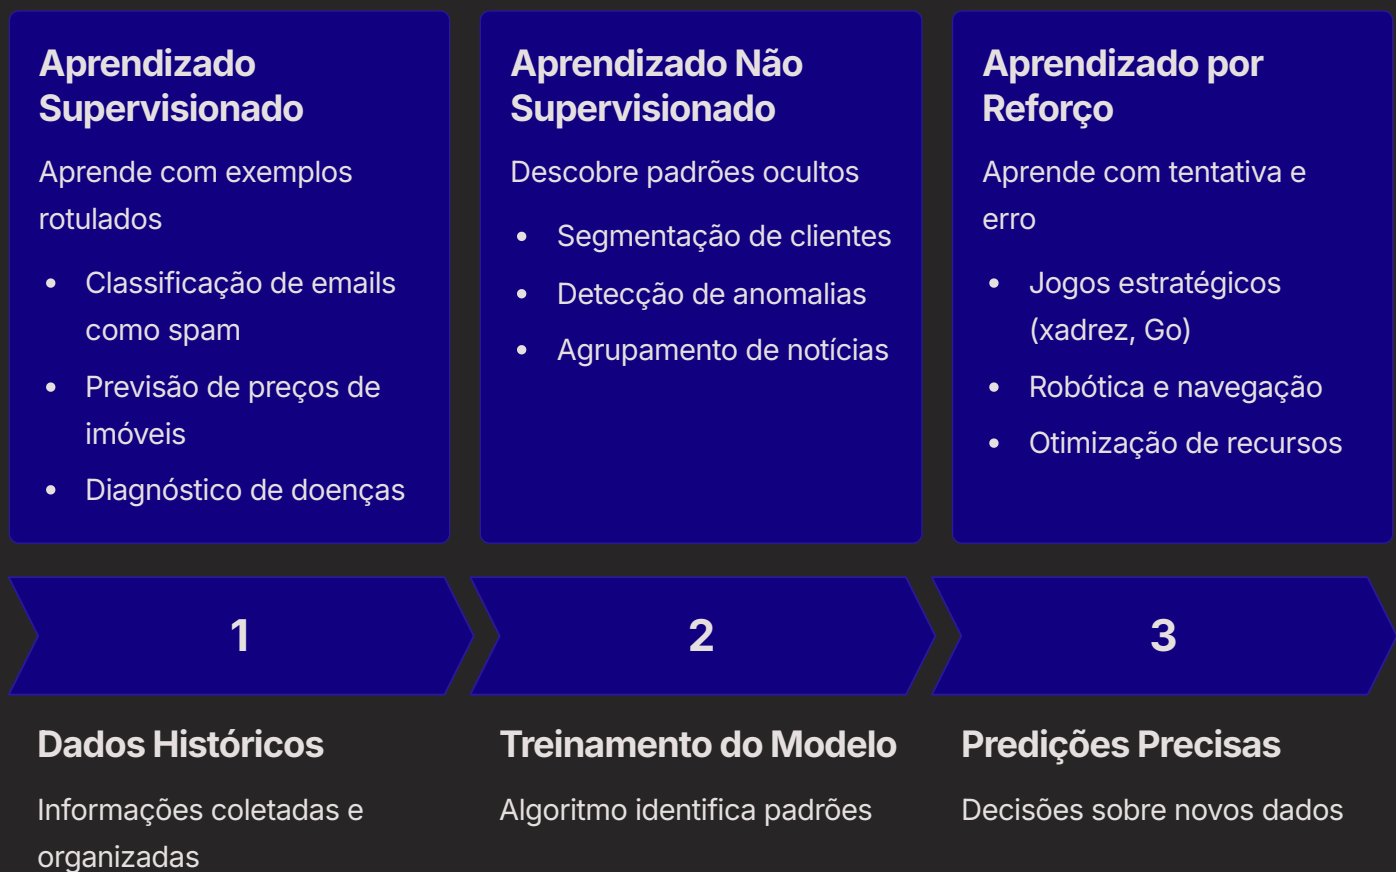 Aprendizado
Supervisionado
Aprende com exemplos
rotulados
• Classificação de emails
como spam
• Previsão de preços de
imóveis
• Diagnóstico de doenças
Aprendizado Não
Supervisionado
Descobre padrões ocultos
• Segmentação de clientes
• Detecção de anomalias
• Agrupamento de notícias
Aprendizado por
Reforço
Aprende com tentativa e
erro
• Jogos estratégicos
(xadrez, Go)
• Robótica e navegação
• Otimização de recursos
1
2
3
Dados Históricos
Informações coletadas e
organizadas
Treinamento do Modelo
Algoritmo identifica padrões
Predições Precisas
Decisões sobre novos dados